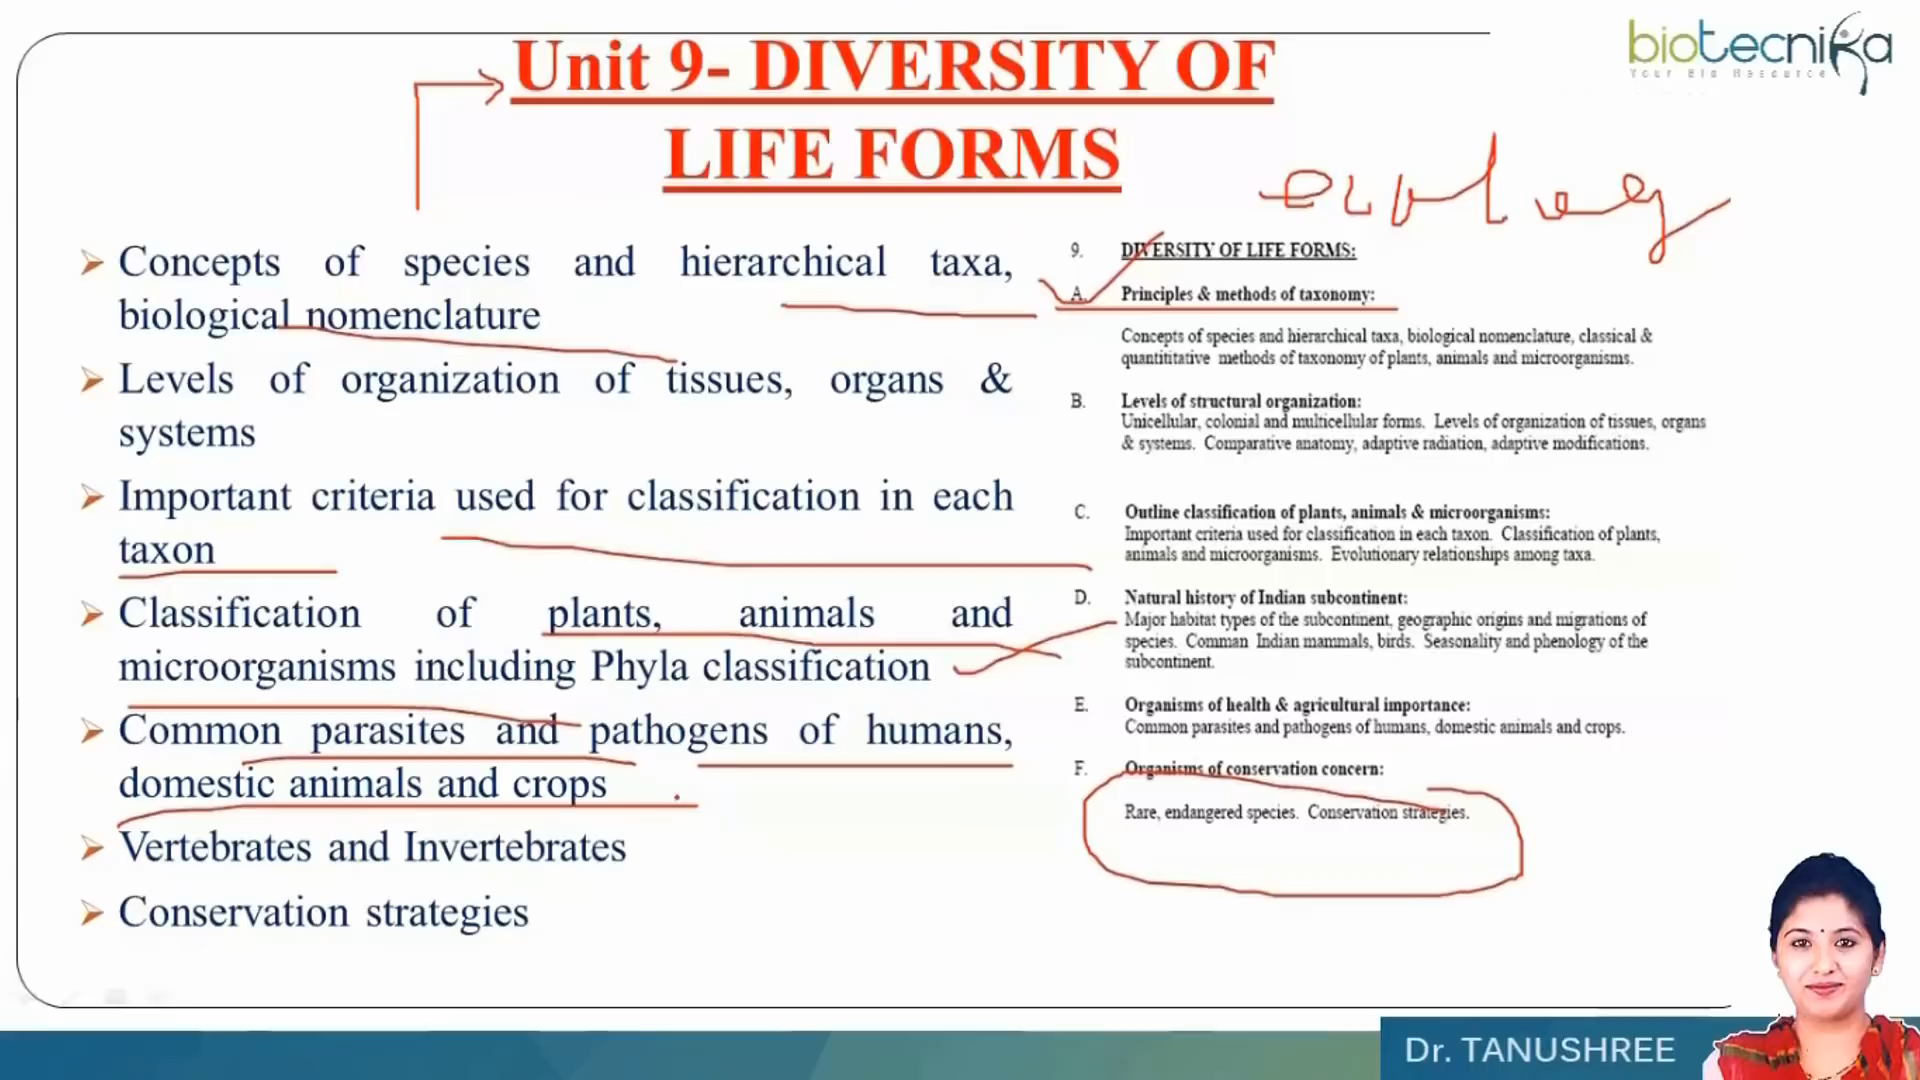 Unit 9- DIVERSITY OF
LIFE FORMS
biotecnika
Your Bio Resource
ecology
Concepts of species and hierarchical taxa,
biological nomenclature
Levels of organization of tissues, organs &
systems
Important criteria used for classification in each
taxon
Classification of plants, animals and
microorganisms including Phyla classification
Common parasites and pathogens of humans,
domestic animals and crops
Vertebrates and Invertebrates
Conservation strategies
9. DIVERSITY OF LIFE FORMS:
A. Principles & methods of taxonomy:
Concepts of species and hierarchical taxa, biological nomenclature, classical &
quantititative methods of taxonomy of plants, animals and microorganisms.
B. Levels of structural organization:
Unicellular, colonial and multicellular forms. Levels of organization of tissues, organs
& systems. Comparative anatomy, adaptive radiation, adaptive modifications.
C. Outline classification of plants, animals & microorganisms:
Important criteria used for classification in each taxon. Classification of plants,
animals and microorganisms. Evolutionary relationships among taxa.
D. Natural history of Indian subcontinent:
Major habitat types of the subcontinent, geographic origins and migrations of
species. Comman Indian mammals, birds. Seasonality and phenology of the
subcontinent.
E. Organisms of health & agricultural importance:
Common parasites and pathogens of humans, domestic animals and crops.
F. Organisms of conservation concern:
Rare, endangered species. Conservation strategies.
Dr. TANUSHREE